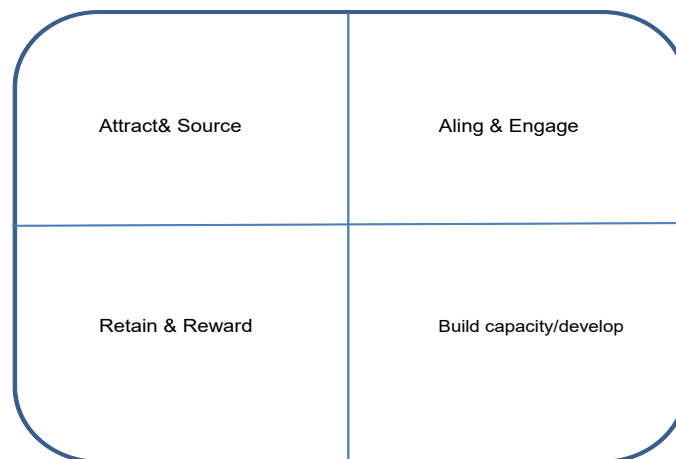 Attract& Source
Aling & Engage
Retain & Reward
Build capacity/develop